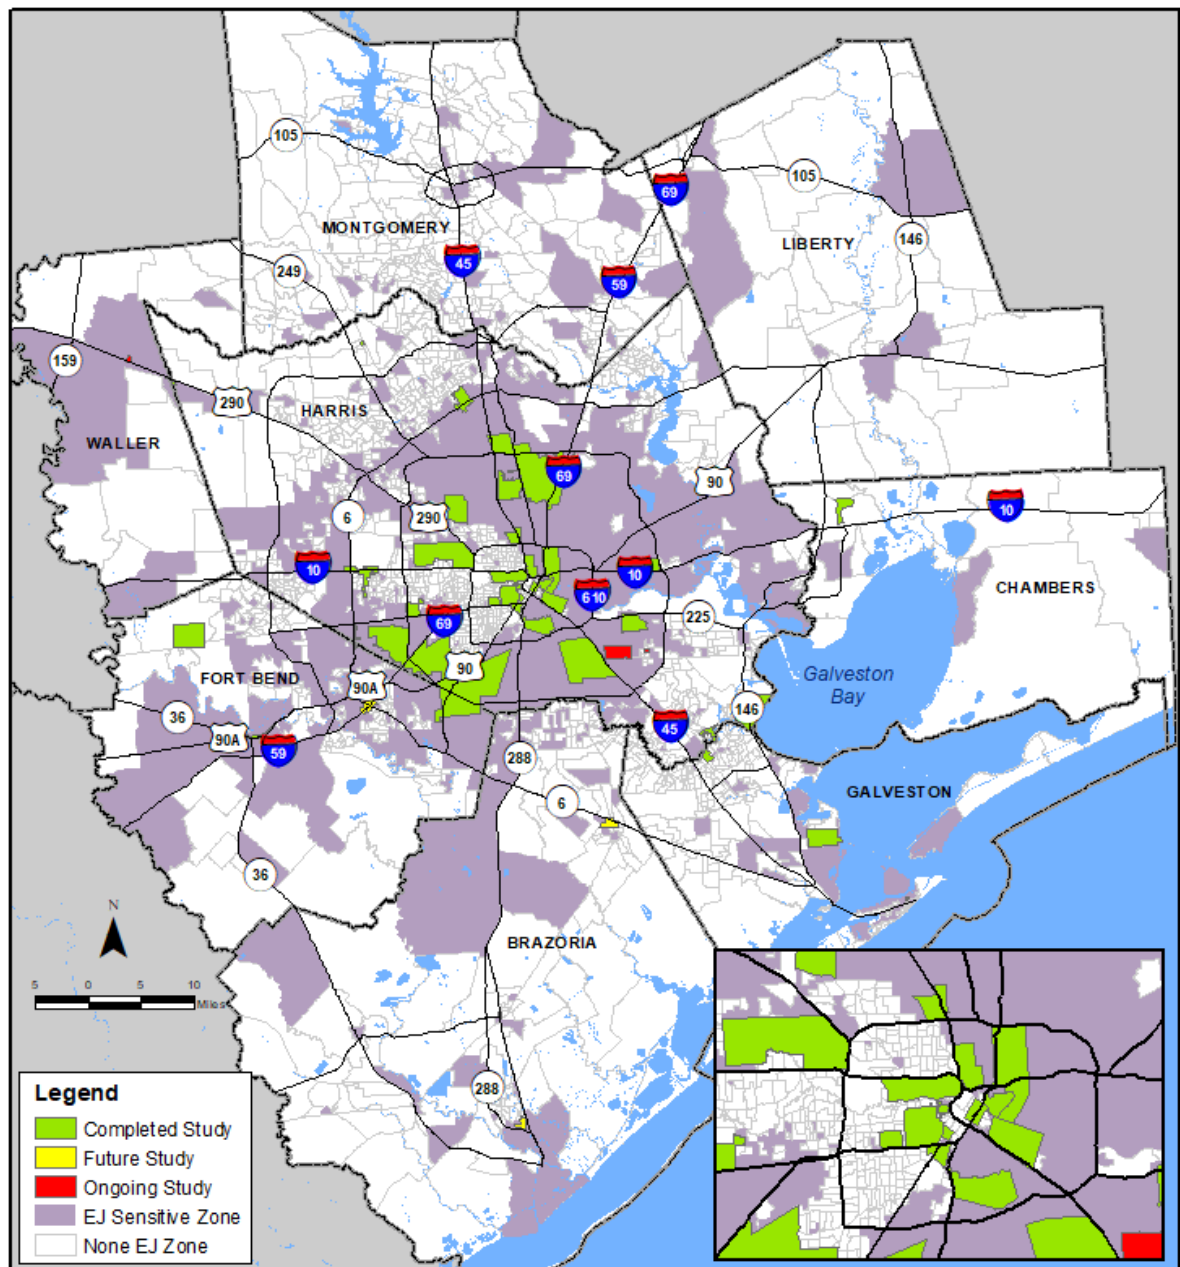 105
69
105
MONTGOMERY
LIBERTY
146
45
249
59
159
290
HARRIS
WALLER
69
90
6
290
10
10
10
610
CHAMBERS
69
225
90
FORT BEND
Galveston
Bay
90A
36
146
90A
59
45
288
GALVESTON
6
36
N
BRAZORIA
5 0 5 10
Miles
288
Legend
Completed Study
Future Study
Ongoing Study
EJ Sensitive Zone
None EJ Zone